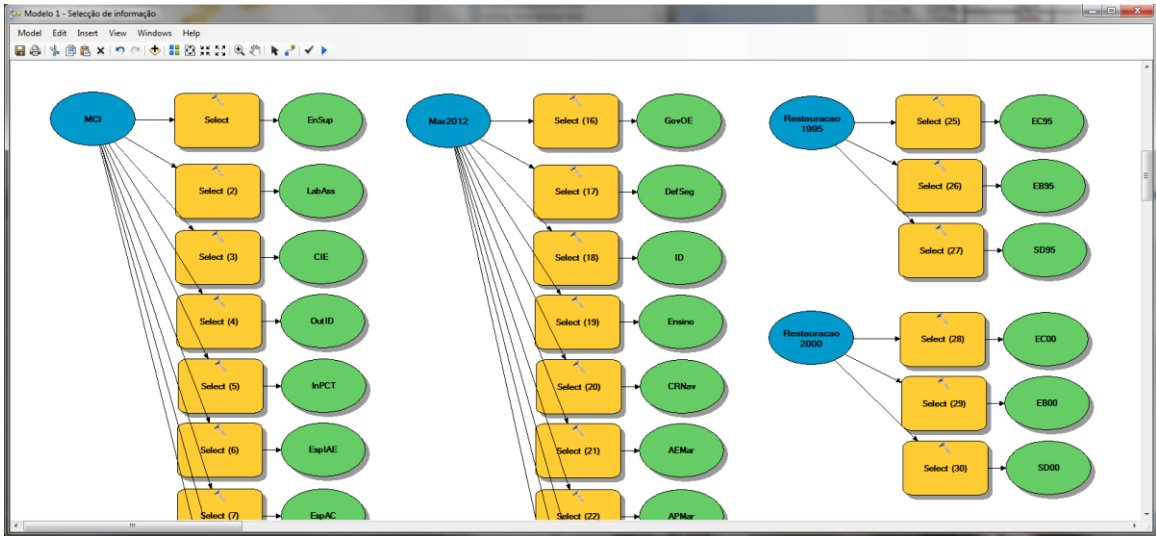 Modelo 1 - Selecção de informação
Model Edit Insert View Windows Help
MCI
Select
EnSup
Select (2)
LabAss
Select (3)
CIE
Select (4)
OutID
Select (5)
InPCT
Select (6)
EspIAE
Select (7)
EspAC
Mar2012
Select (16)
GovOE
Select (17)
DefSeg
Select (18)
ID
Select (19)
Ensino
Select (20)
CRNav
Select (21)
AEMar
Select (22)
APMar
Restauracao
1995
Select (25)
EC95
Select (26)
EB95
Select (27)
SD95
Restauracao
2000
Select (28)
EC00
Select (29)
EB00
Select (30)
SD00